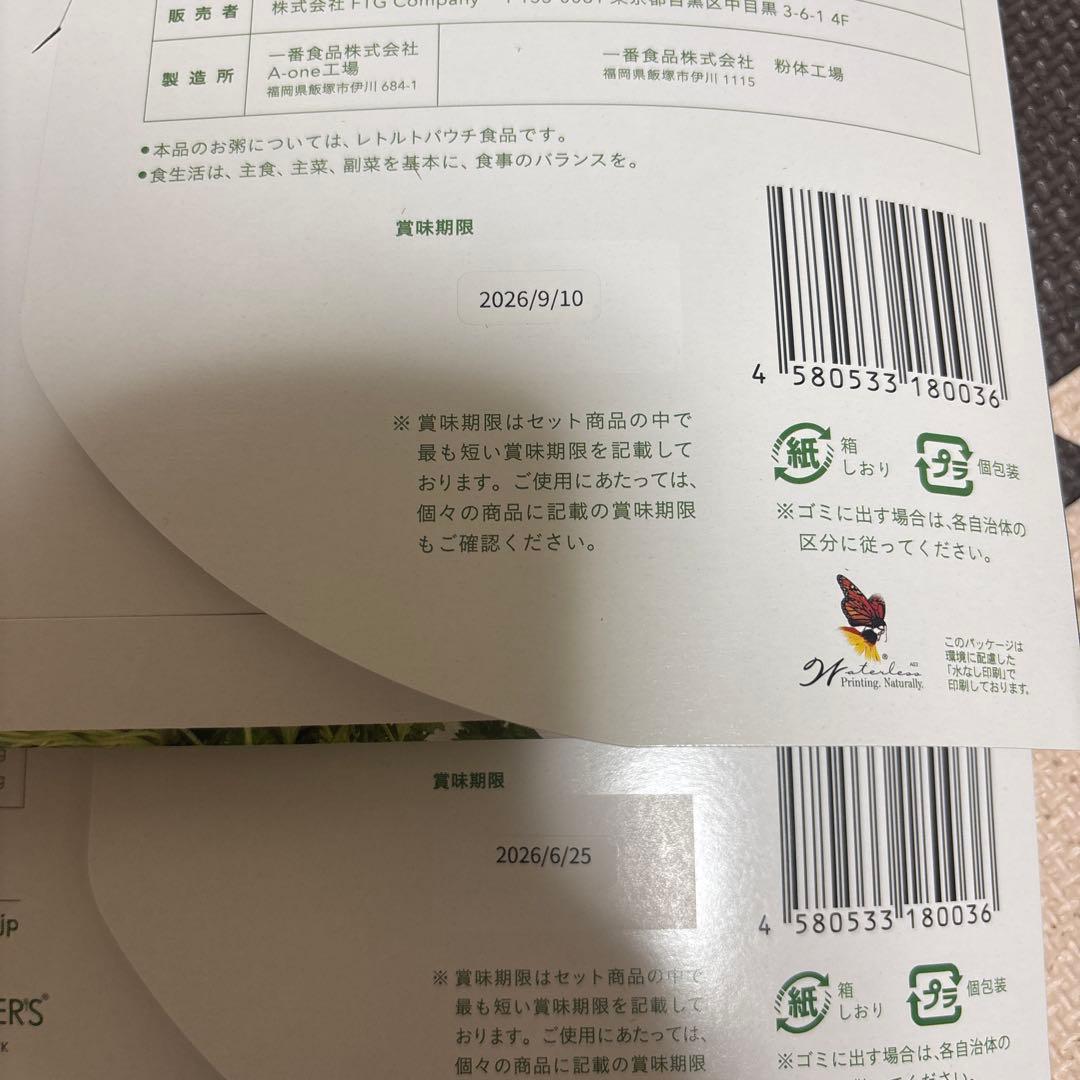 販売者
株式会社 FTG Company
東京都目黒区中目黒 3-6-1 4F
製造所
一番食品株式会社
A-one工場
福岡県飯塚市伊川 684-1
一番食品株式会社 粉体工場
福岡県飯塚市伊川 1115
●本品のお粥については、レトルトパウチ食品です。
●食生活は、主食、主菜、副菜を基本に、食事のバランスを。
賞味期限
2026/9/10
4 580533 180036
※ 賞味期限はセット商品の中で
最も短い賞味期限を記載して
おります。ご使用にあたっては、
個々の商品に記載の賞味期限
もご確認ください。
紙 箱
しおり
プラ 個包装
※ゴミに出す場合は、各自治体の
区分に従ってください。
Waterless
Printing. Naturally.
このパッケージは
環境に配慮した
「水なし印刷」で
印刷しております。
賞味期限
2026/6/25
4 580533 180036
※ 賞味期限はセット商品の中で
最も短い賞味期限を記載して
おります。ご使用にあたっては、
個々の商品に記載の賞味期限
紙 箱
しおり
プラ 個包装
※ゴミに出す場合は、各自治体の
g
g
jp
ER'S®
K